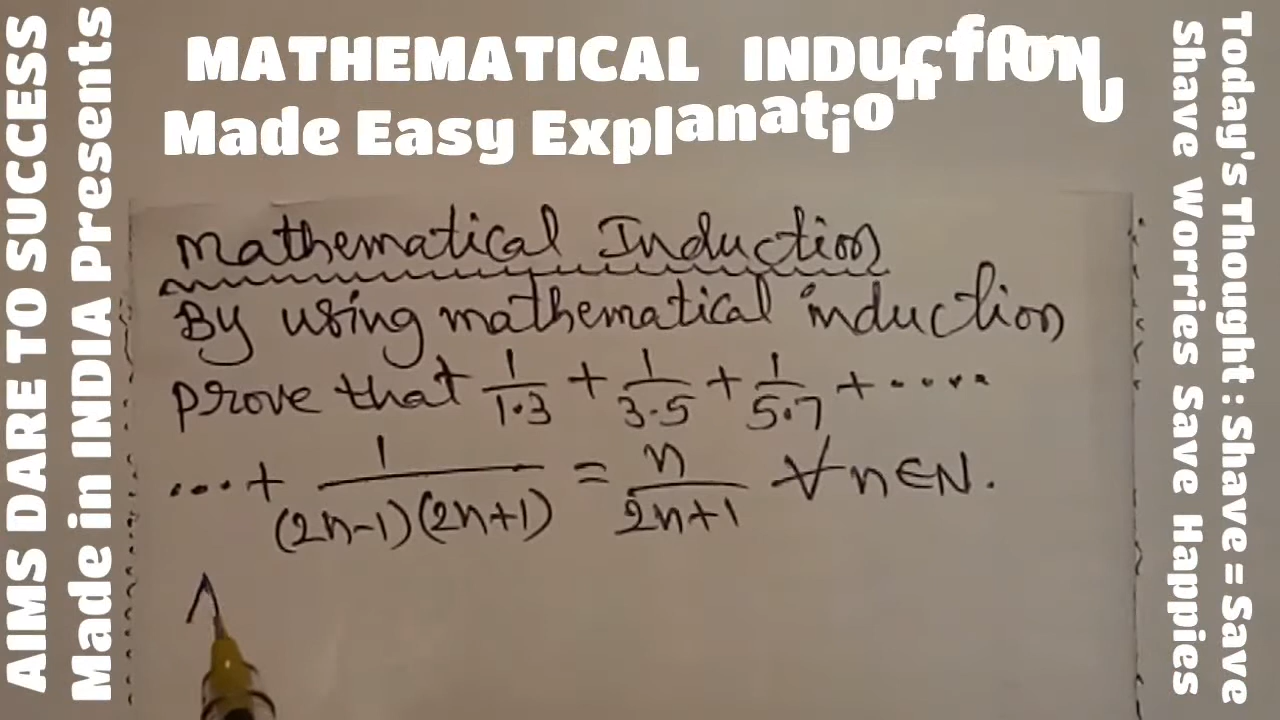 AIMS DARE TO SUCCESS
Made in INDIA Presents
MATHEMATICAL INDUCTION
Made Easy Explanation for U
Mathematical Induction
By using mathematical induction
prove that 1/1·3 + 1/3·5 + 1/5·7 + ·····
...+ 1/(2n-1)(2n+1) = n/2n+1 ∀ n∈N.
Today's Thought : Shave = Save
Shave Worries Save Happies